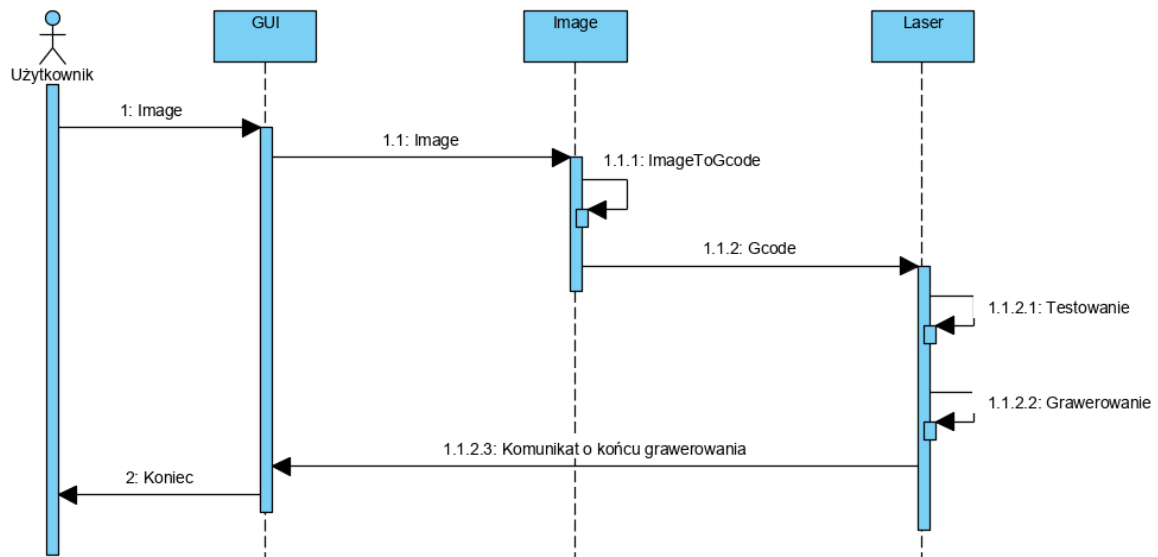 GUI
Image
Laser
Użytkownik
1: Image
1.1: Image
1.1.1: ImageToGcode
1.1.2: Gcode
1.1.2.1: Testowanie
1.1.2.2: Grawerowanie
1.1.2.3: Komunikat o końcu grawerowania
2: Koniec